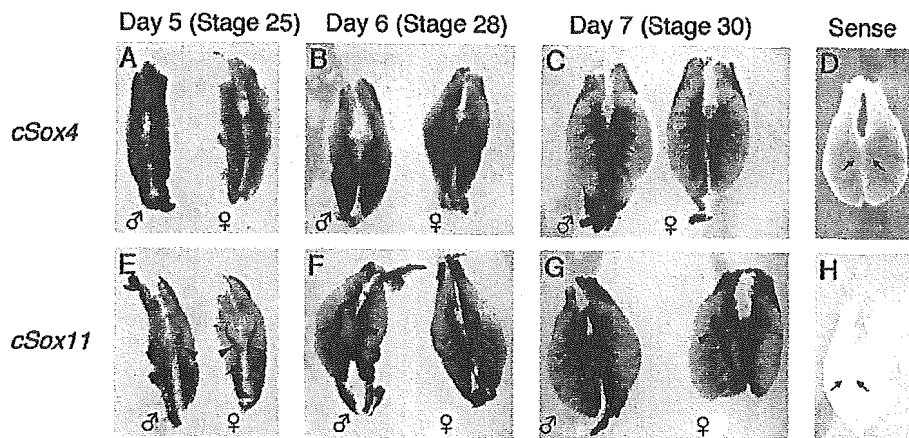 Day 5 (Stage 25) Day 6 (Stage 28) Day 7 (Stage 30) Sense
A B C D
cSox4
♂ ♀ ♂ ♀ ♂ ♀
E F G H
cSox11
♂ ♀ ♂ ♀ ♂ ♀